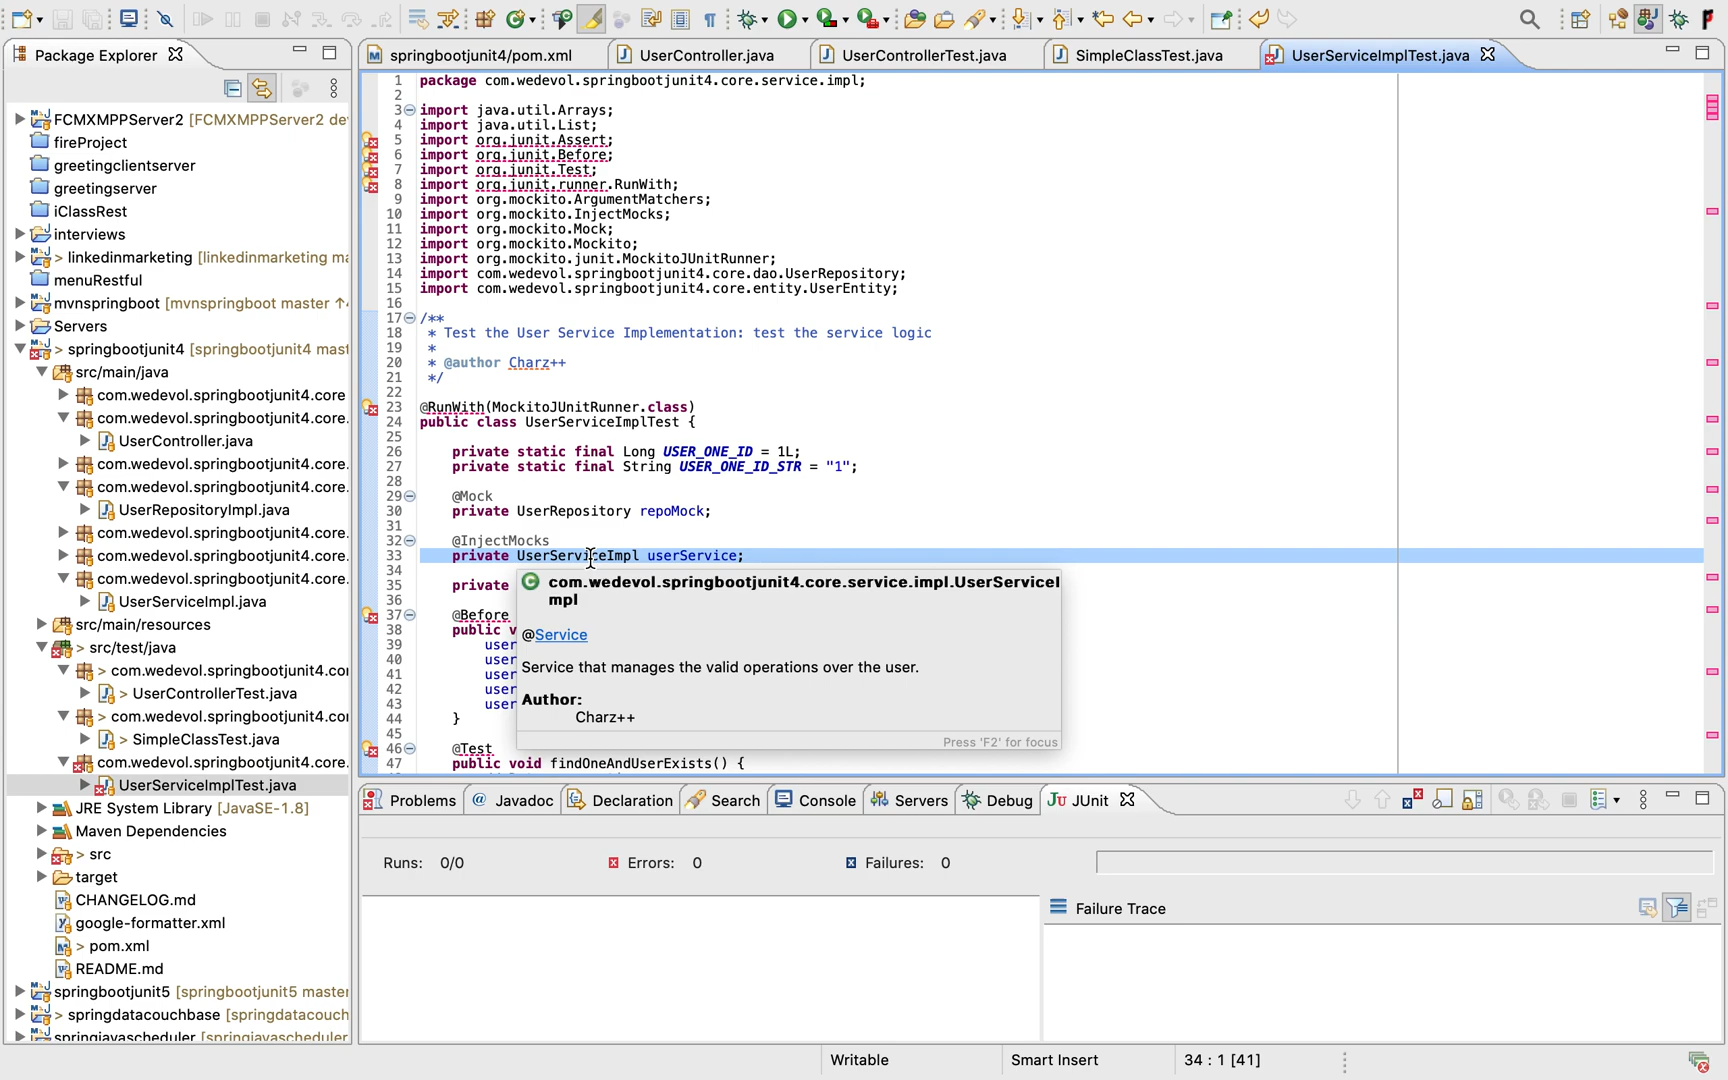 Package Explorer
FCMXMPPServer2 [FCMXMPPServer2 de
fireProject
greetingclientserver
greetingserver
iClassRest
interviews
> linkedinmarketing [linkedinmarketing ma
menuRestful
mvnspringboot [mvnspringboot master ↑
Servers
> springbootjunit4 [springbootjunit4 mast
src/main/java
com.wedevol.springbootjunit4.core
com.wedevol.springbootjunit4.core
UserController.java
com.wedevol.springbootjunit4.core.
com.wedevol.springbootjunit4.core.
UserRepositoryImpl.java
com.wedevol.springbootjunit4.core.
com.wedevol.springbootjunit4.core.
com.wedevol.springbootjunit4.core.
UserServiceImpl.java
src/main/resources
> src/test/java
> com.wedevol.springbootjunit4.co
> UserControllerTest.java
> com.wedevol.springbootjunit4.co
> SimpleClassTest.java
com.wedevol.springbootjunit4.core.
UserServiceImplTest.java
JRE System Library [JavaSE-1.8]
Maven Dependencies
> src
target
CHANGELOG.md
google-formatter.xml
> pom.xml
README.md
springbootjunit5 [springbootjunit5 master
> springdatacouchbase [springdatacouch
springjavascheduler [springjavascheduler
springbootjunit4/pom.xml UserController.java UserControllerTest.java SimpleClassTest.java UserServiceImplTest.java
1 package com.wedevol.springbootjunit4.core.service.impl;
2
3 import java.util.Arrays;
4 import java.util.List;
5 import org.junit.Assert;
6 import org.junit.Before;
7 import org.junit.Test;
8 import org.junit.runner.RunWith;
9 import org.mockito.ArgumentMatchers;
10 import org.mockito.InjectMocks;
11 import org.mockito.Mock;
12 import org.mockito.Mockito;
13 import org.mockito.junit.MockitoJUnitRunner;
14 import com.wedevol.springbootjunit4.core.dao.UserRepository;
15 import com.wedevol.springbootjunit4.core.entity.UserEntity;
16
17 /**
18 * Test the User Service Implementation: test the service logic
19 *
20 * @author Charz++
21 */
22
23 @RunWith(MockitoJUnitRunner.class)
24 public class UserServiceImplTest {
25
26 private static final Long USER_ONE_ID = 1L;
27 private static final String USER_ONE_ID_STR = "1";
28
29 @Mock
30 private UserRepository repoMock;
31
32 @InjectMocks
33 private UserServiceImpl userService;
34
35 private
36
37 @Before
38 public v
39 user
40 user
41 user
42 user
43 user
44 }
45
46 @Test
47 public void findOneAndUserExists() {
com.wedevol.springbootjunit4.core.service.impl.UserServiceI
mpl
@Service
Service that manages the valid operations over the user.
Author:
Charz++
Press 'F2' for focus
Problems @ Javadoc Declaration Search Console Servers Debug JU JUnit
Runs: 0/0 Errors: 0 Failures: 0
Failure Trace
Writable Smart Insert 34 : 1 [41]